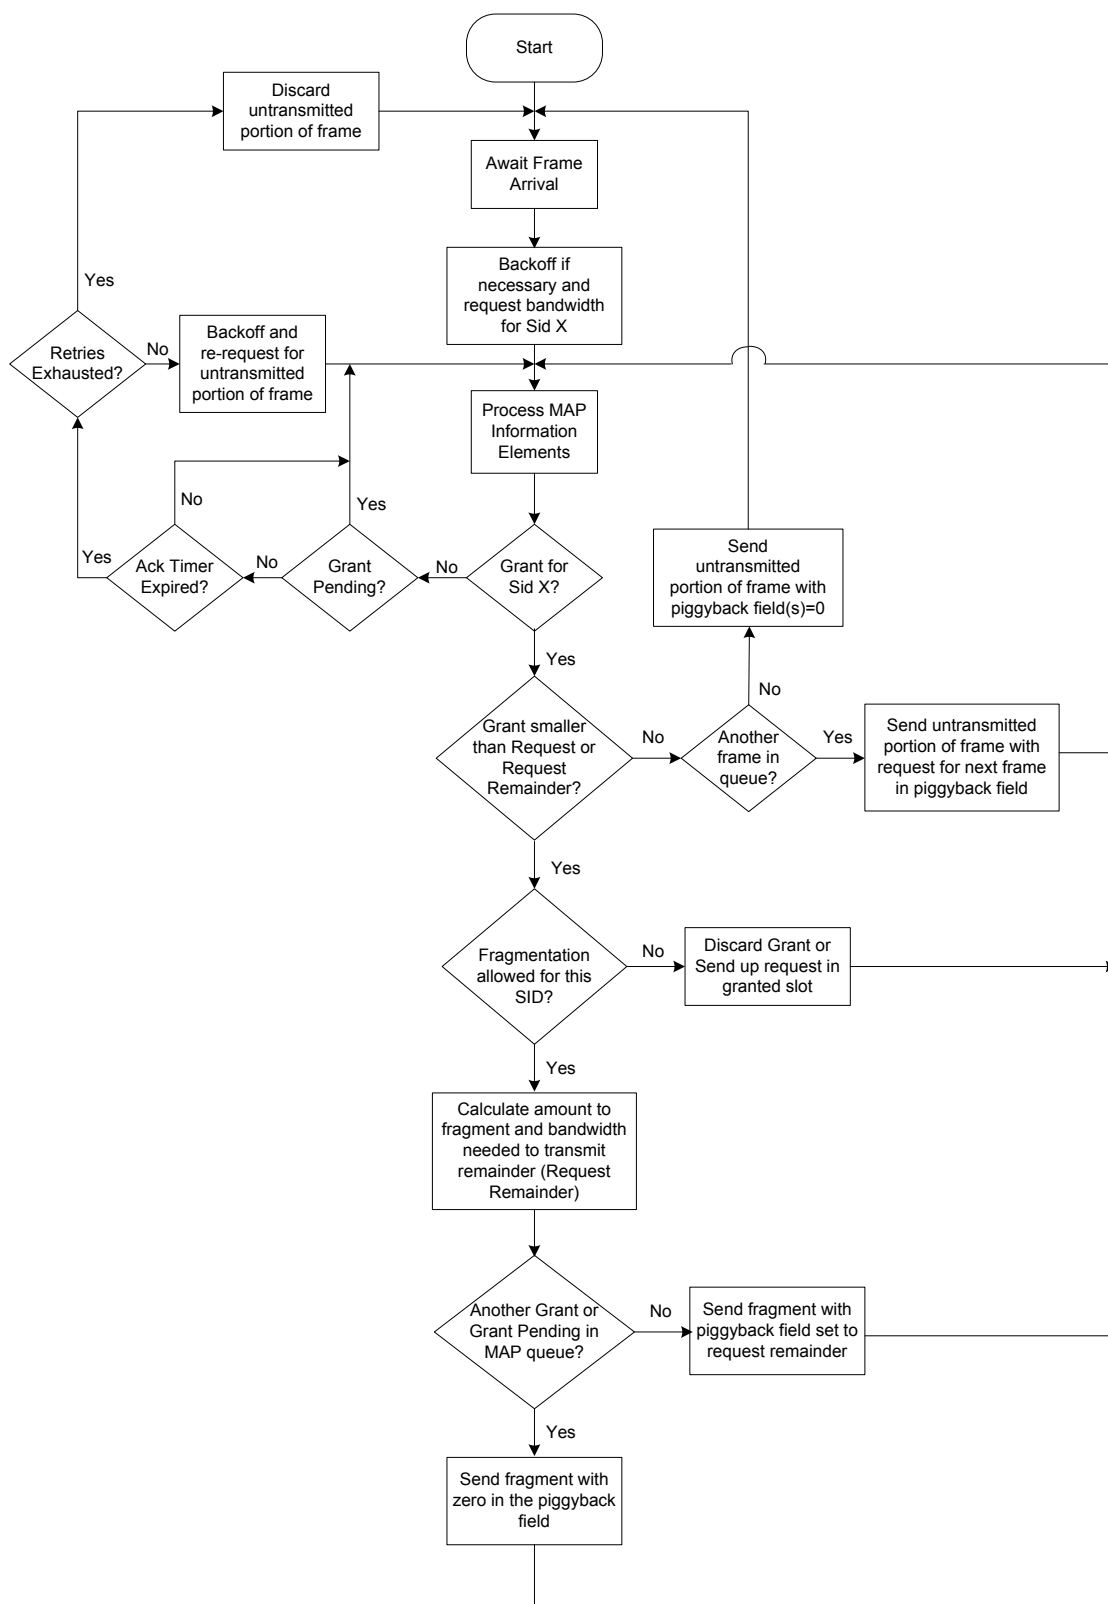 Start
Discard
untransmitted
portion of frame
Await Frame
Arrival
Backoff if
necessary and
request bandwidth
for Sid X
Yes
Retries
Exhausted?
No
Backoff and
re-request for
untransmitted
portion of frame
Process MAP
Information
Elements
No
Yes
Yes
Ack Timer
Expired?
No
Grant
Pending?
No
Grant for
Sid X?
Send
untransmitted
portion of frame with
piggyback field(s)=0
Yes
No
Grant smaller
than Request or
Request
Remainder?
No
Another
frame in
queue?
Yes
Send untransmitted
portion of frame with
request for next frame
in piggyback field
Yes
Fragmentation
allowed for this
SID?
No
Discard Grant or
Send up request in
granted slot
Yes
Calculate amount to
fragment and bandwidth
needed to transmit
remainder (Request
Remainder)
Another Grant or
Grant Pending in
MAP queue?
No
Send fragment with
piggyback field set to
request remainder
Yes
Send fragment with
zero in the piggyback
field